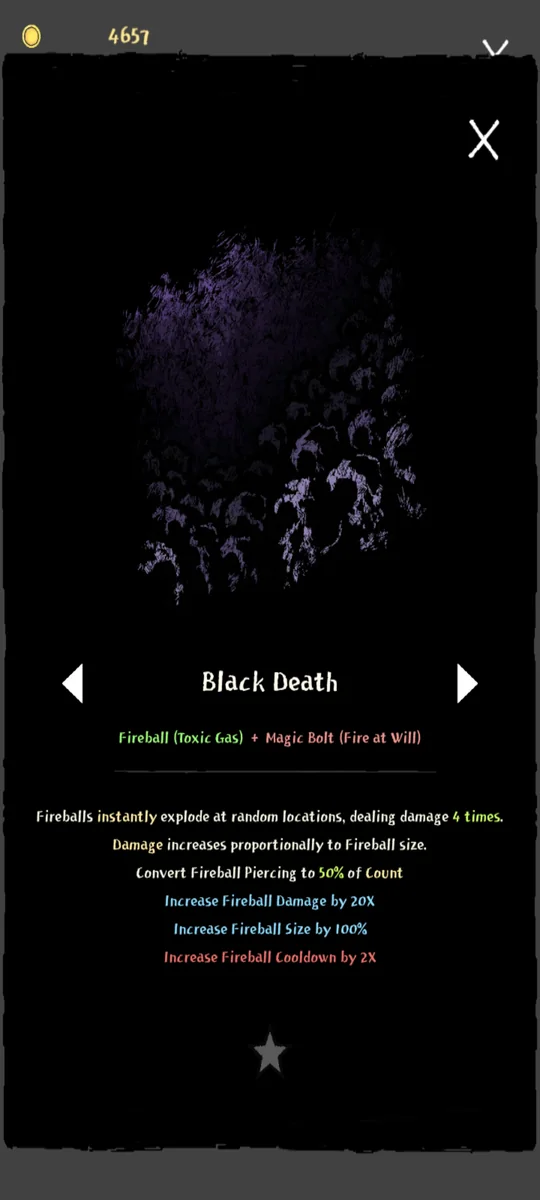 4657
X
Black Death
Fireball (Toxic Gas) + Magic Bolt (Fire at Will)
Fireballs instantly explode at random locations, dealing damage 4 times.
Damage increases proportionally to Fireball size.
Convert Fireball Piercing to 50% of Count
Increase Fireball Damage by 20X
Increase Fireball Size by 100%
Increase Fireball Cooldown by 2X